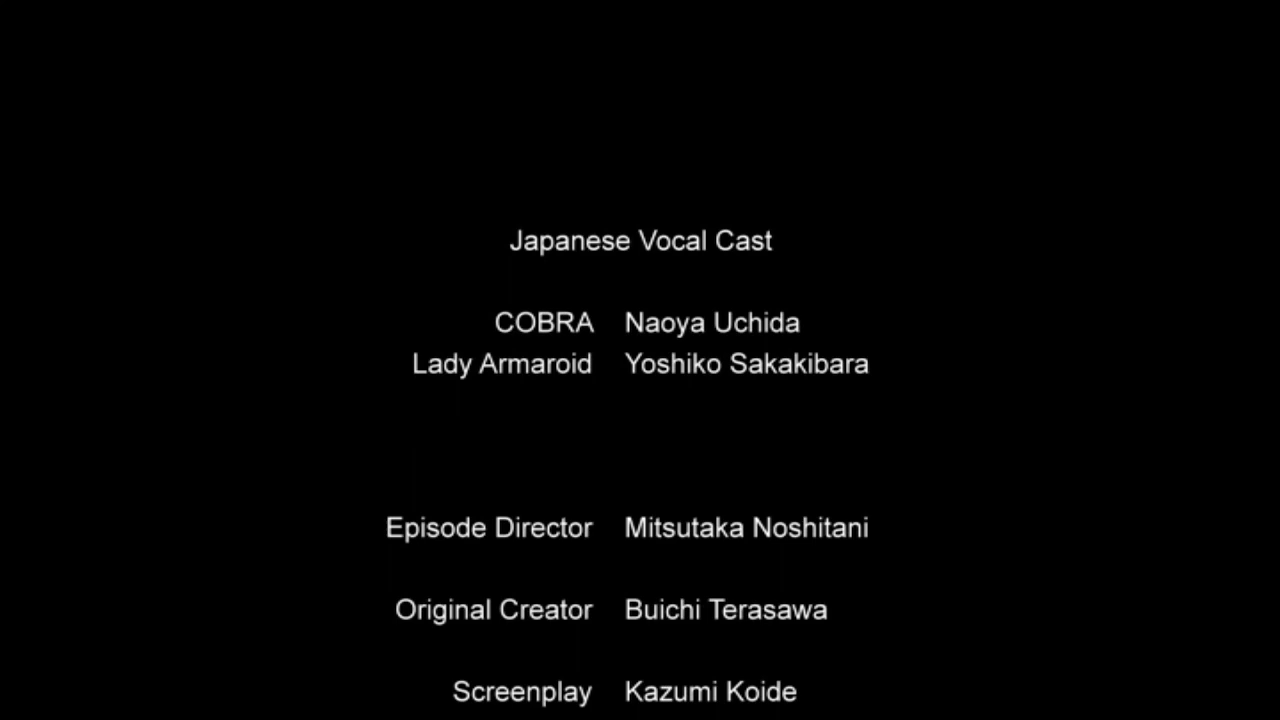 Japanese Vocal Cast
COBRA Naoya Uchida
Lady Armaroid Yoshiko Sakakibara
Episode Director Mitsutaka Noshitani
Original Creator Buichi Terasawa
Screenplay Kazumi Koide